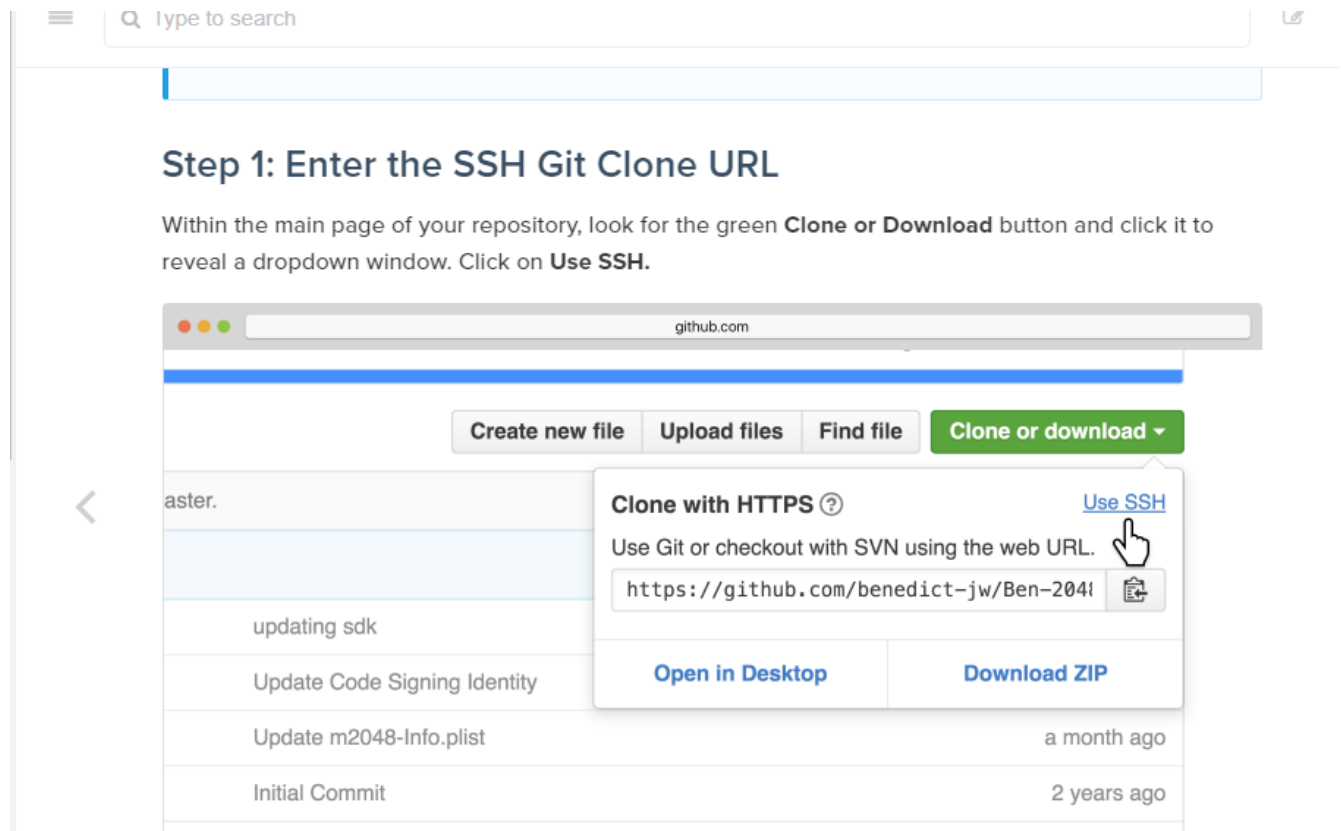 Type to search
Step 1: Enter the SSH Git Clone URL
Within the main page of your repository, look for the green Clone or Download button and click it to
reveal a dropdown window. Click on Use SSH.
github.com
Create new file Upload files Find file Clone or download
aster.
Clone with HTTPS ? Use SSH
Use Git or checkout with SVN using the web URL.
https://github.com/benedict-jw/Ben-2048
Open in Desktop Download ZIP
updating sdk
Update Code Signing Identity
Update m2048-Info.plist a month ago
Initial Commit 2 years ago